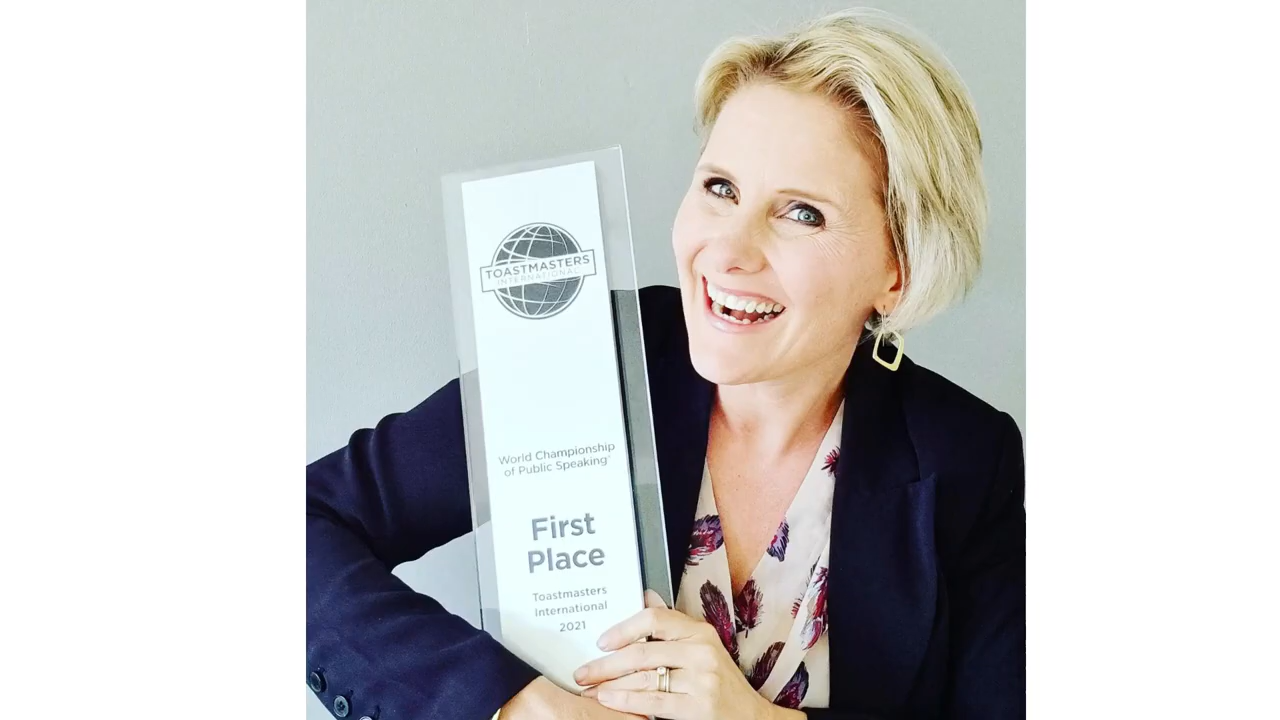 TOASTMASTERS
INTERNATIONAL
World Championship
of Public Speaking®
First
Place
Toastmasters
International
2021